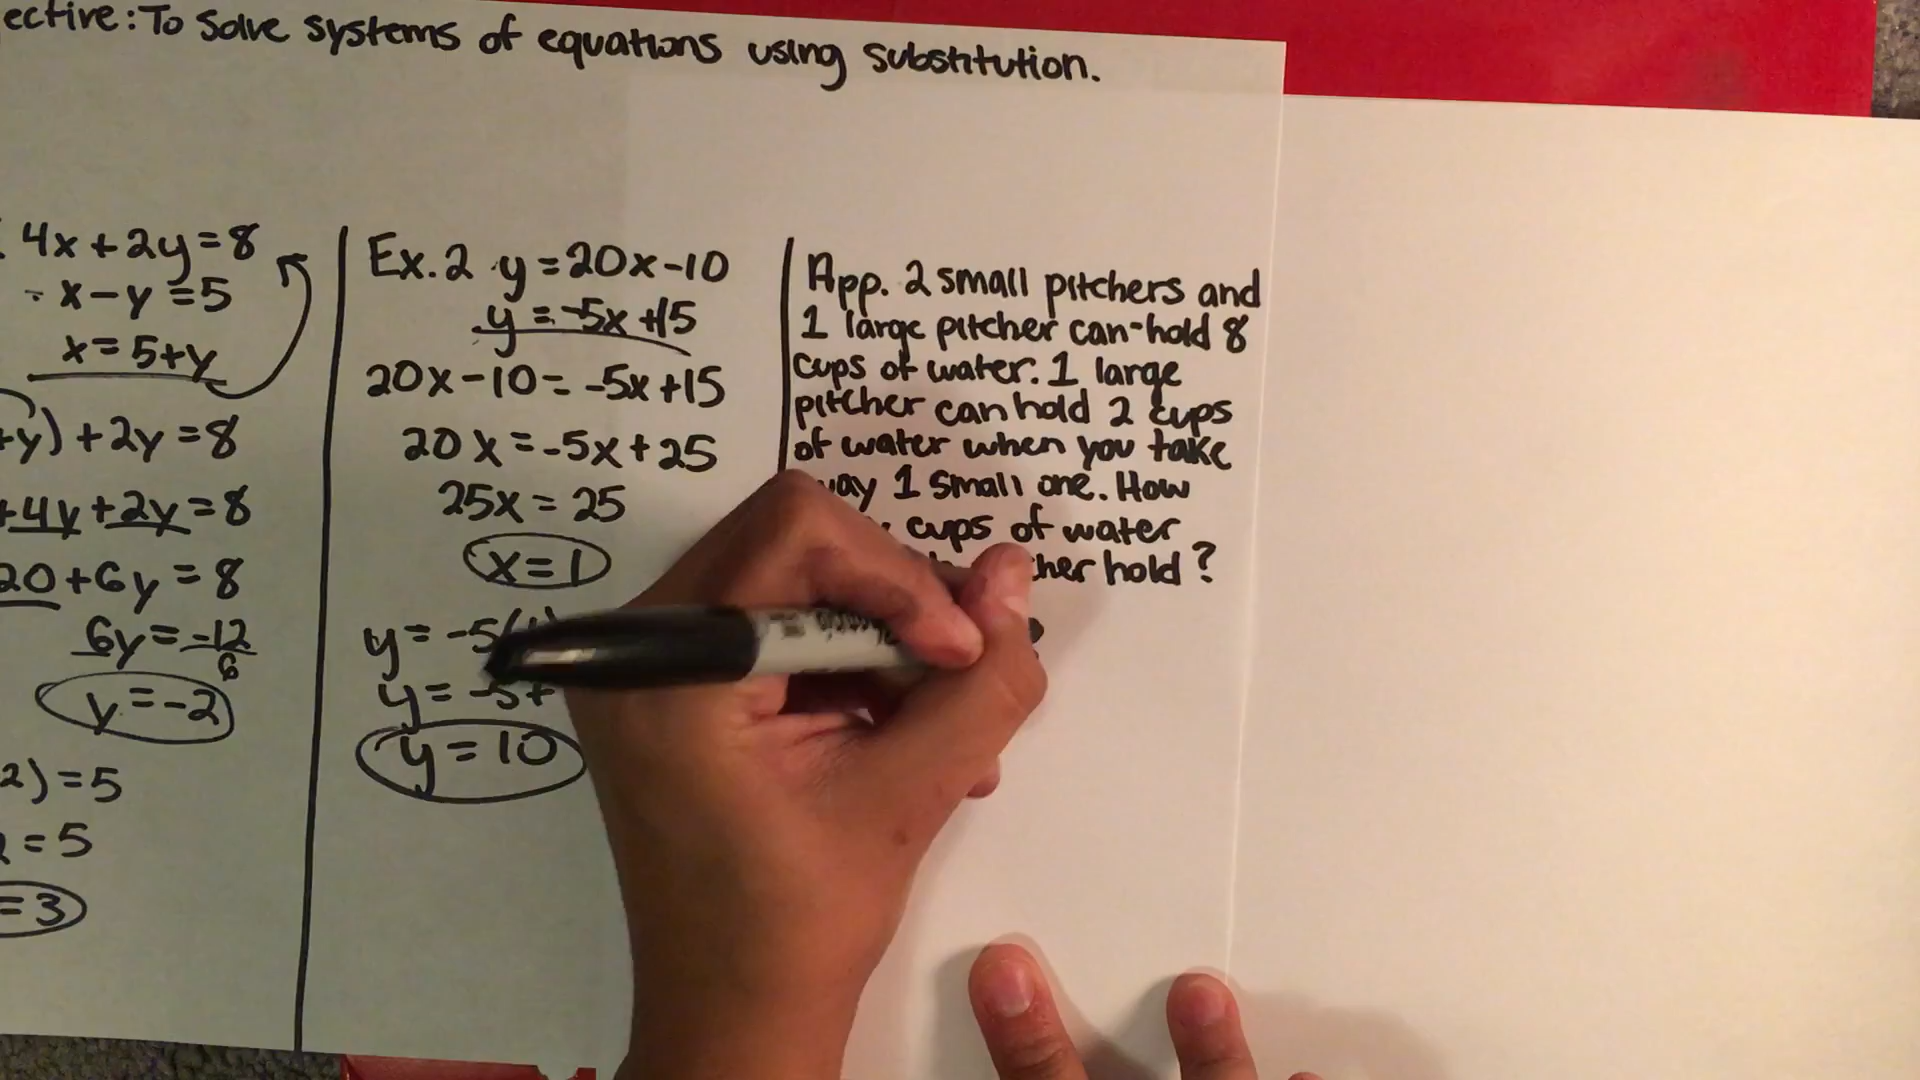 ective: To solve systems of equations using substitution.
4x+2y=8
x-y=5
x=5+y
+y)+2y=8
+4y+2y=8
20+6y=8
6y=-12
6
y=-2
2)=5
=5
=3
Ex. 2 y=20x-10
y=-5x+15
20x-10=-5x+15
20x=-5x+25
25x=25
x=1
y=-5(
y=-5+
y=10
App. 2 small pitchers and
1 large pitcher can hold 8
cups of water. 1 large
pitcher can hold 2 cups
of water when you take
way 1 small one. How
cups of water
cher hold?